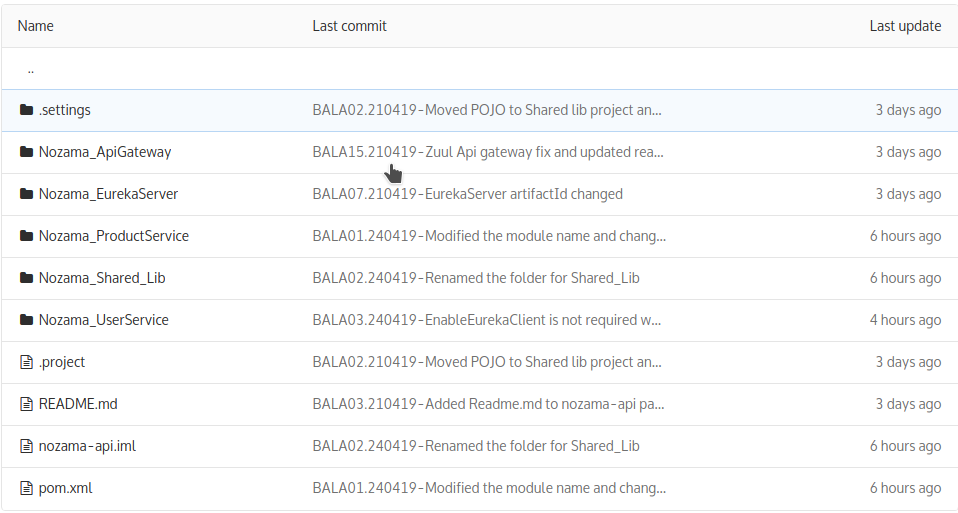 Name Last commit Last update
..
.settings BALA02.210419-Moved POJO to Shared lib project an... 3 days ago
Nozama_ApiGateway BALA15.210419-Zuul Api gateway fix and updated rea... 3 days ago
Nozama_EurekaServer BALA07.210419-EurekaServer artifactId changed 3 days ago
Nozama_ProductService BALA01.240419-Modified the module name and chang... 6 hours ago
Nozama_Shared_Lib BALA02.240419-Renamed the folder for Shared_Lib 6 hours ago
Nozama_UserService BALA03.240419-EnableEurekaClient is not required w... 4 hours ago
.project BALA02.210419-Moved POJO to Shared lib project an... 3 days ago
README.md BALA03.210419-Added Readme.md to nozama-api pa... 3 days ago
nozama-api.iml BALA02.240419-Renamed the folder for Shared_Lib 6 hours ago
pom.xml BALA01.240419-Modified the module name and chang... 6 hours ago